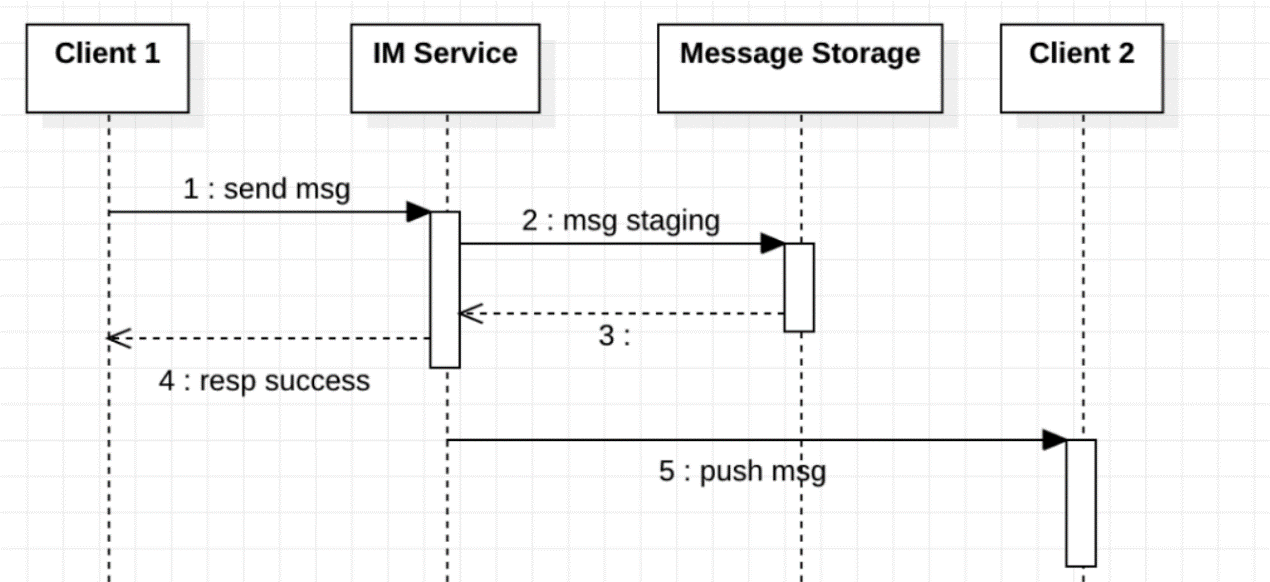 Client 1
IM Service
Message Storage
Client 2
1 : send msg
2 : msg staging
3 :
4 : resp success
5 : push msg